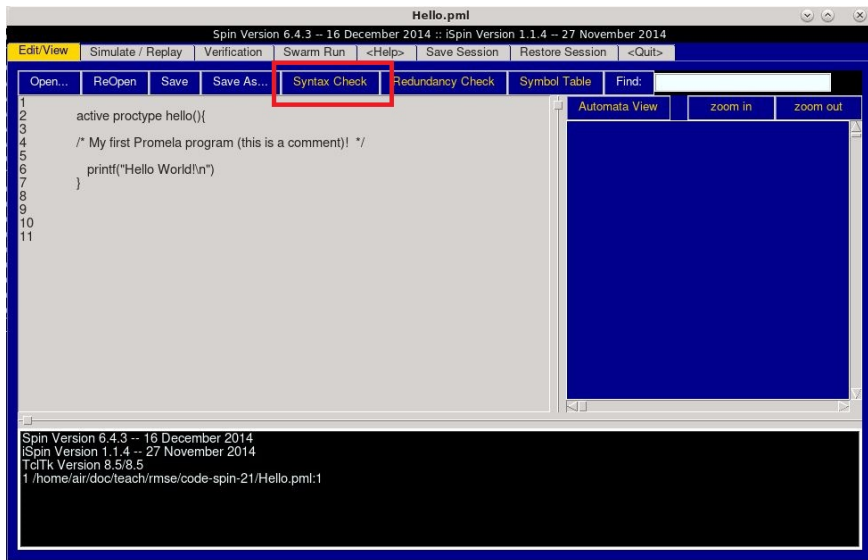 Hello.pml
Spin Version 6.4.3 -- 16 December 2014 :: iSpin Version 1.1.4 -- 27 November 2014
Edit/View Simulate / Replay Verification Swarm Run <Help> Save Session Restore Session <Quit>
Open... ReOpen Save Save As... Syntax Check Redundancy Check Symbol Table Find:
Automata View zoom in zoom out
1
2 active proctype hello(){
3
4 /* My first Promela program (this is a comment)! */
5
6 printf("Hello World!\n")
7 }
8
9
10
11
Spin Version 6.4.3 -- 16 December 2014
iSpin Version 1.1.4 -- 27 November 2014
TclTk Version 8.5/8.5
1 /home/air/doc/teach/rmse/code-spin-21/Hello.pml:1